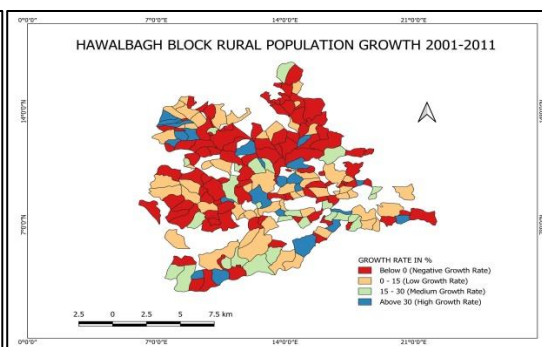 0°0'0" 7°0'0"E 14°0'0"E 21°0'0"E
HAWALBAGH BLOCK RURAL POPULATION GROWTH 2001-2011
14°0'0"N
7°0'0"N
GROWTH RATE IN %
Below 0 (Negative Growth Rate)
0 - 15 (Low Growth Rate)
15 - 30 (Medium Growth Rate)
Above 30 (High Growth Rate)
2.5 0 2.5 5 7.5 km
0°0'0" 7°0'0"E 14°0'0"E 21°0'0"E